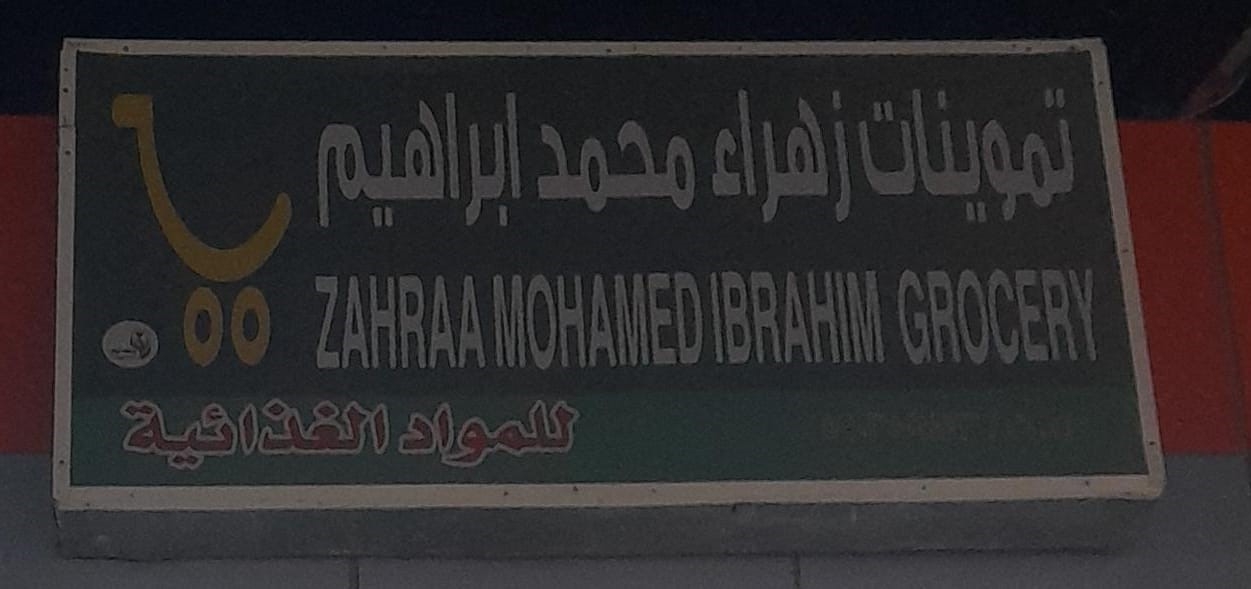 تموينات زهراء محمد ابراهيم
ZAHRAA MOHAMED IBRAHIM GROCERY
للمواد الغذائية